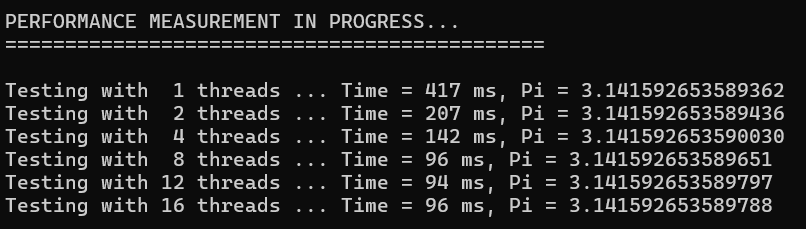 PERFORMANCE MEASUREMENT IN PROGRESS...
=============================================
Testing with  1 threads ... Time = 417 ms, Pi = 3.141592653589362
Testing with  2 threads ... Time = 207 ms, Pi = 3.141592653589436
Testing with  4 threads ... Time = 142 ms, Pi = 3.141592653590030
Testing with  8 threads ... Time = 96 ms, Pi = 3.141592653589651
Testing with 12 threads ... Time = 94 ms, Pi = 3.141592653589797
Testing with 16 threads ... Time = 96 ms, Pi = 3.141592653589788